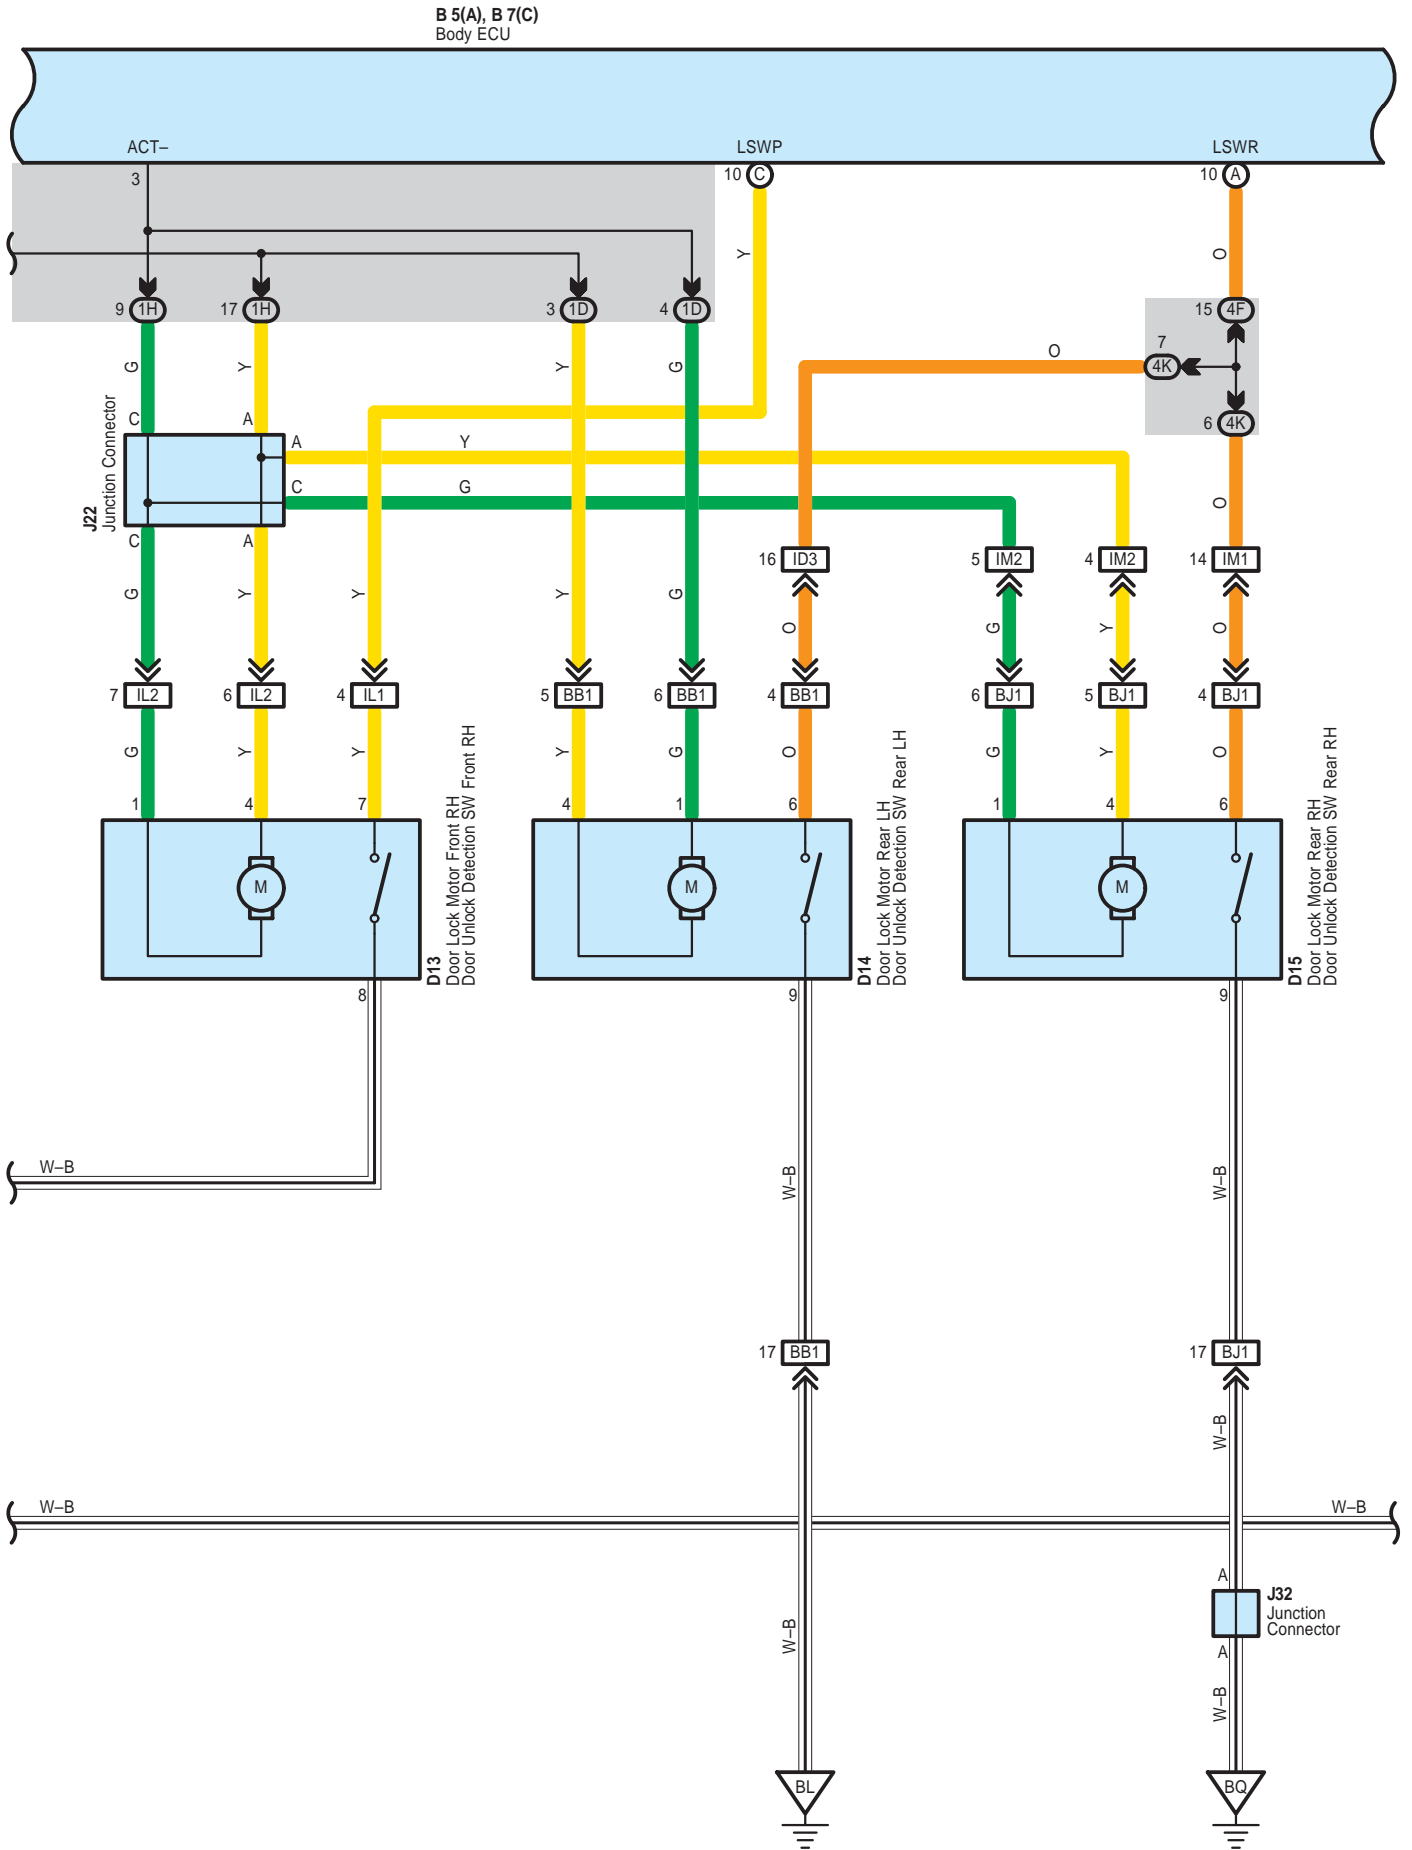 B 5(A), B 7(C)
Body ECU
ACT–
LSWP
LSWR
3
10 C
10 A
Y
O
9 1H
17 1H
3 1D
4 1D
15 4F
7
4K
6 4K
G
Y
Y
G
O
C
A
A
Y
C
G
O
J22
Junction Connector
C
A
16 ID3
5 IM2
4 IM2
14 IM1
G
Y
Y
Y
G
O
G
Y
O
7 IL2
6 IL2
4 IL1
5 BB1
6 BB1
4 BB1
6 BJ1
5 BJ1
4 BJ1
G
Y
Y
Y
G
O
G
Y
O
1
4
7
4
1
6
1
4
6
M
M
M
D13
Door Lock Motor Front RH
Door Unlock Detection SW Front RH
D14
Door Lock Motor Rear LH
Door Unlock Detection SW Rear LH
D15
Door Lock Motor Rear RH
Door Unlock Detection SW Rear RH
8
9
9
W–B
W–B
W–B
17 BB1
17 BJ1
W–B
W–B
W–B
A
J32
Junction
Connector
W–B
A
W–B
BL
BQ